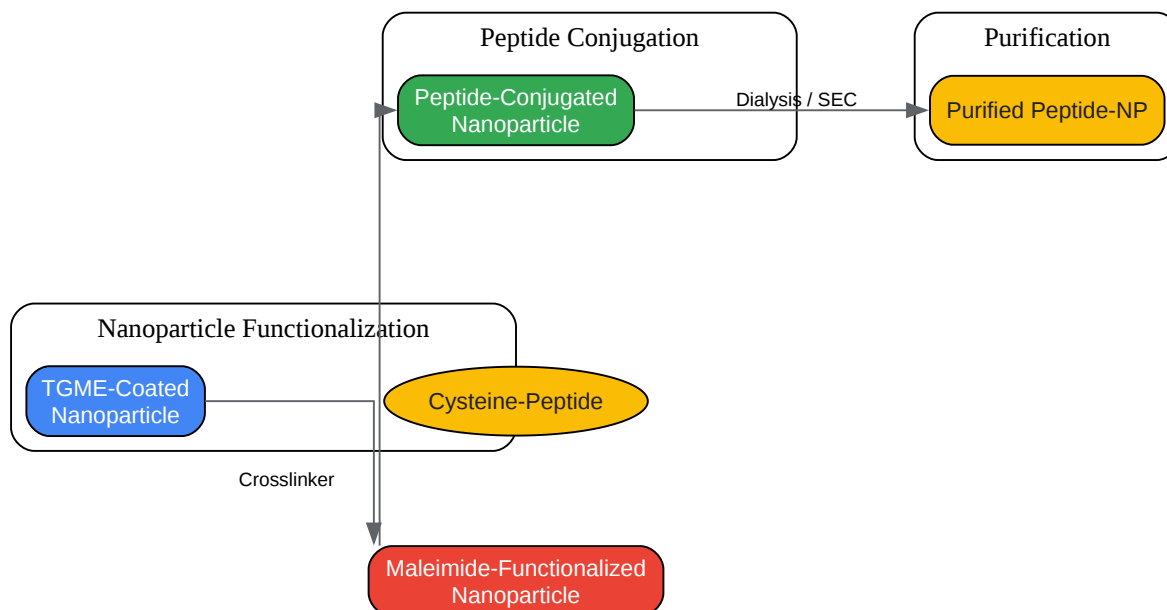 Peptide Conjugation
Purification
Peptide-Conjugated
Nanoparticle
Dialysis / SEC
Purified Peptide-NP
Nanoparticle Functionalization
TGME-Coated
Nanoparticle
Cysteine-Peptide
Crosslinker
Maleimide-Functionalized
Nanoparticle